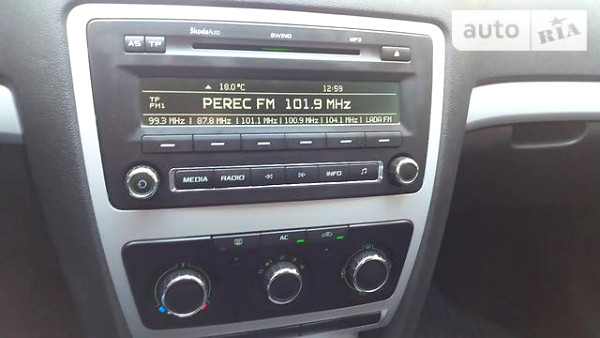 auto RIA
ŠkodaAuto SWING MP3
AS TP
18.0°C 12:59
TP
FM1 PEREC FM 101.9 MHz
99.3 MHz | 87.8 MHz | 101.1 MHz | 100.9 MHz | 104.1 MHz | LADA FM
MEDIA RADIO INFO
AC